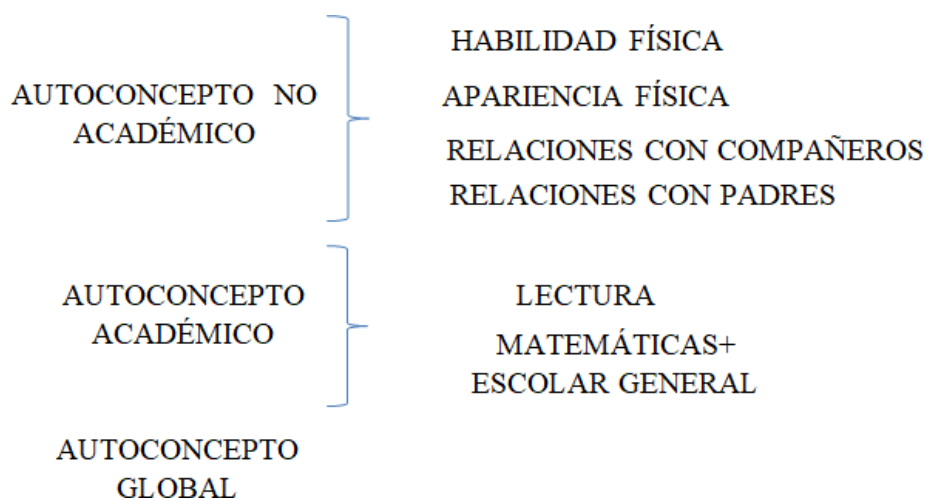 AUTOCONCEPTO NO
ACADÉMICO
HABILIDAD FÍSICA
APARIENCIA FÍSICA
RELACIONES CON COMPAÑEROS
RELACIONES CON PADRES
AUTOCONCEPTO
ACADÉMICO
LECTURA
MATEMÁTICAS+
ESCOLAR GENERAL
AUTOCONCEPTO
GLOBAL